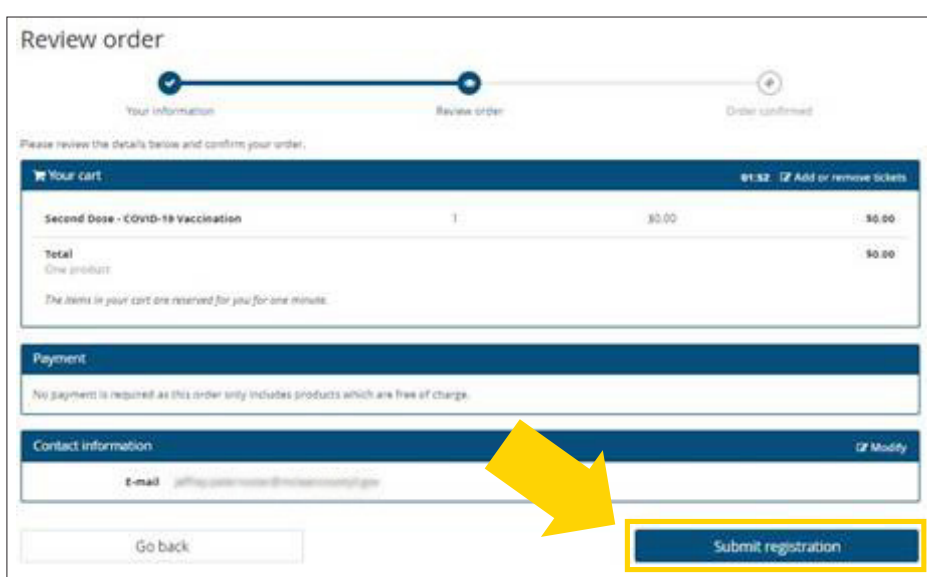 Review order
Your information Review order Order confirmed
Please review the details below and confirm your order.
Your cart 01:52 Add or remove tickets
Second Dose - COVID-19 Vaccination 1 $0.00 $0.00
Total $0.00
One product
The items in your cart are reserved for you for one minute.
Payment
No payment is required as this order only includes products which are free of charge.
Contact information Modify
E-mail
Go back Submit registration